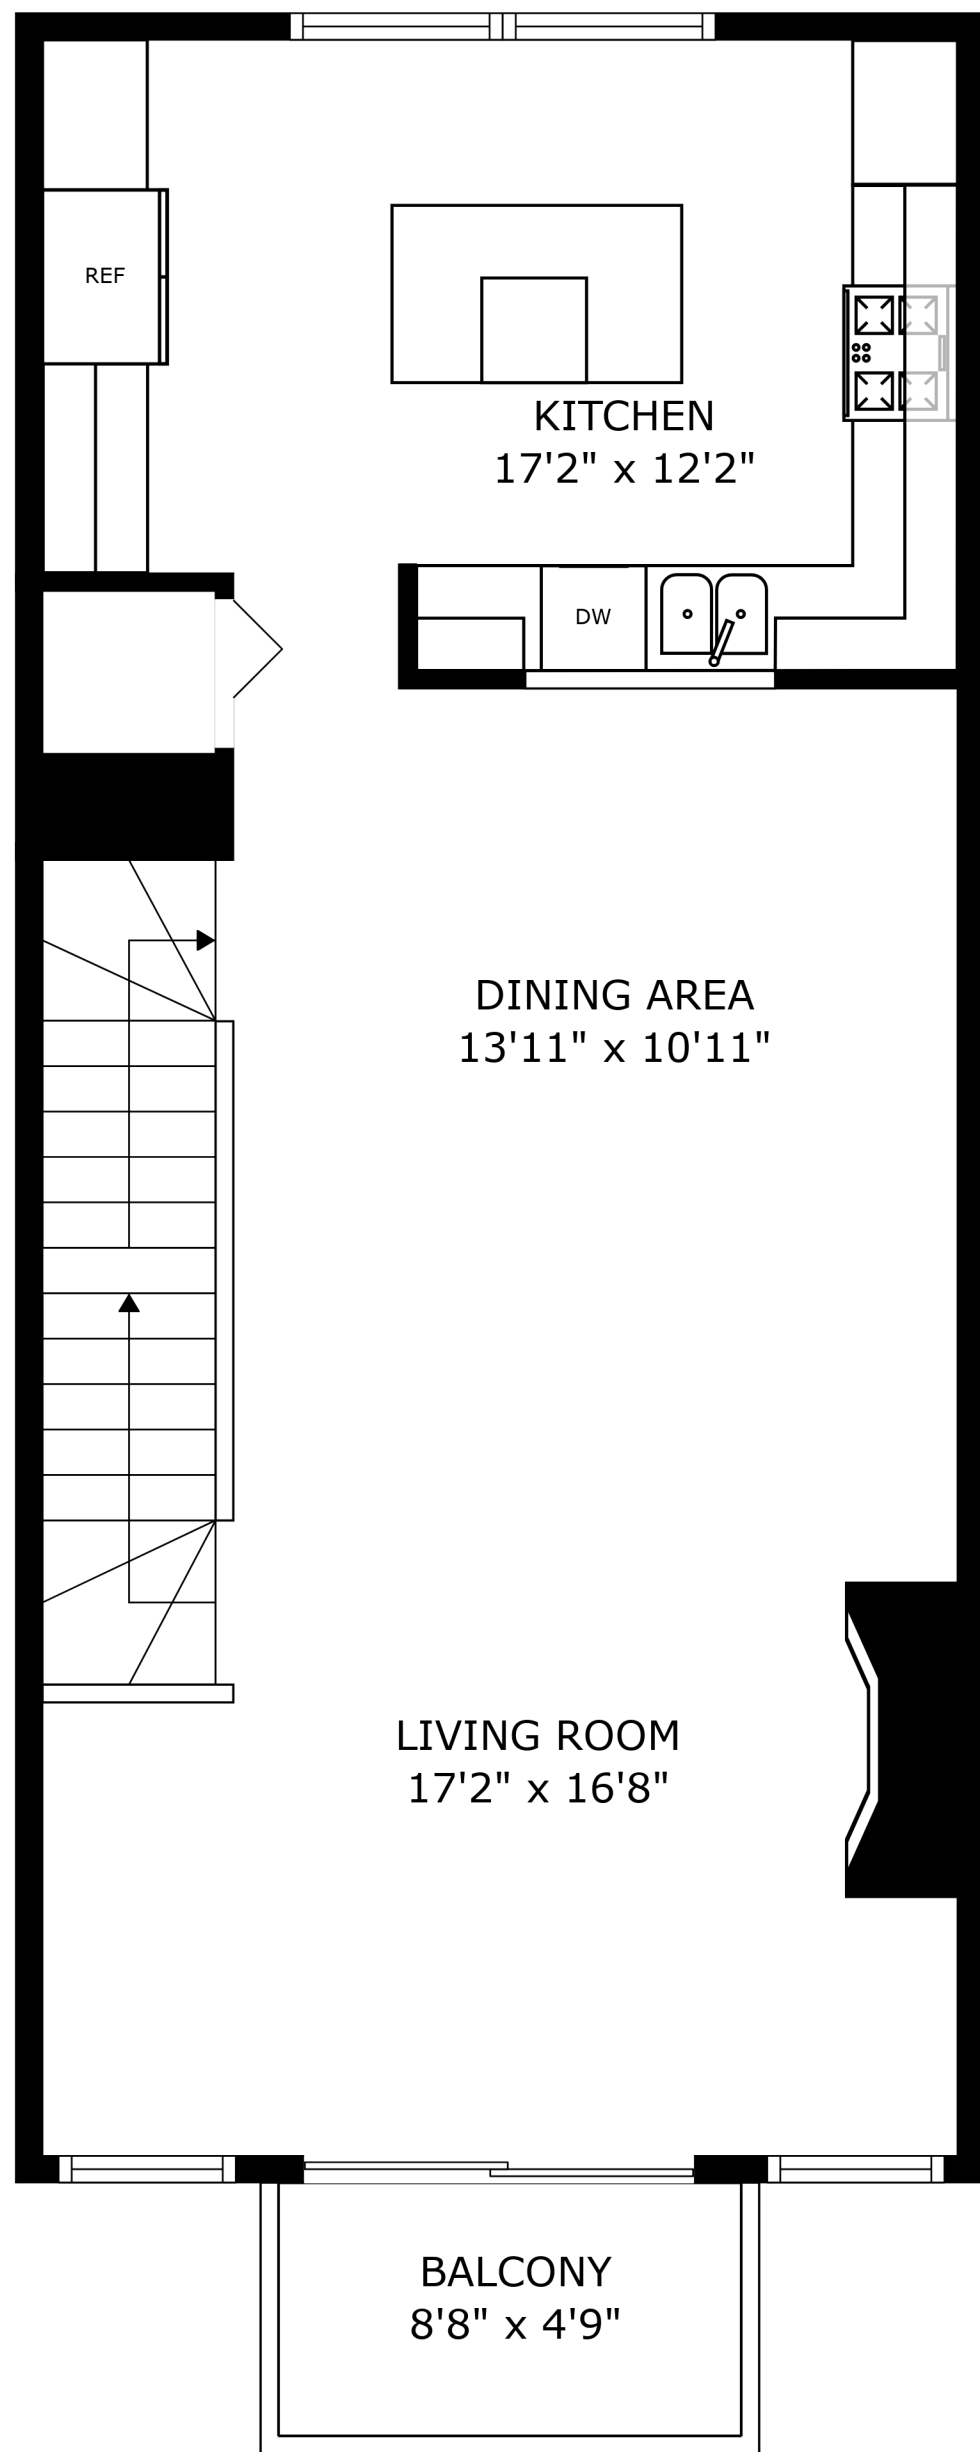 REF
KITCHEN
17'2" x 12'2"
DW
DINING AREA
13'11" x 10'11"
LIVING ROOM
17'2" x 16'8"
BALCONY
8'8" x 4'9"